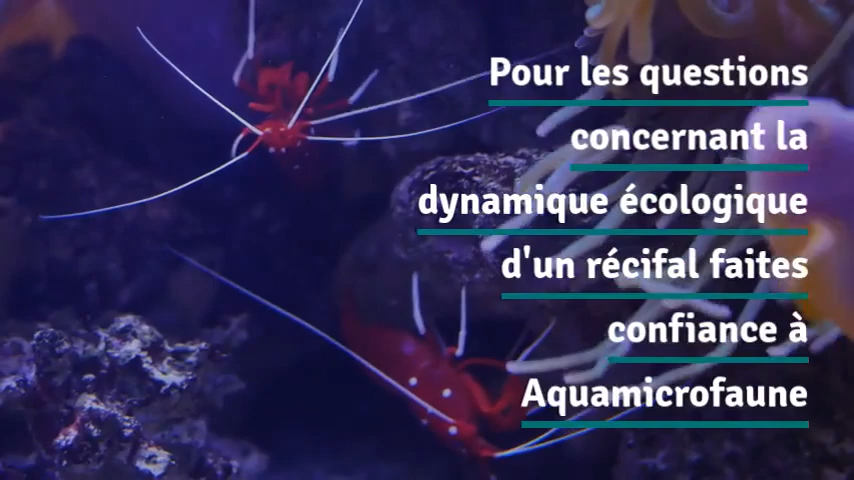 Pour les questions
concernant la
dynamique écologique
d'un récifal faites
confiance à
Aquamicrofaune